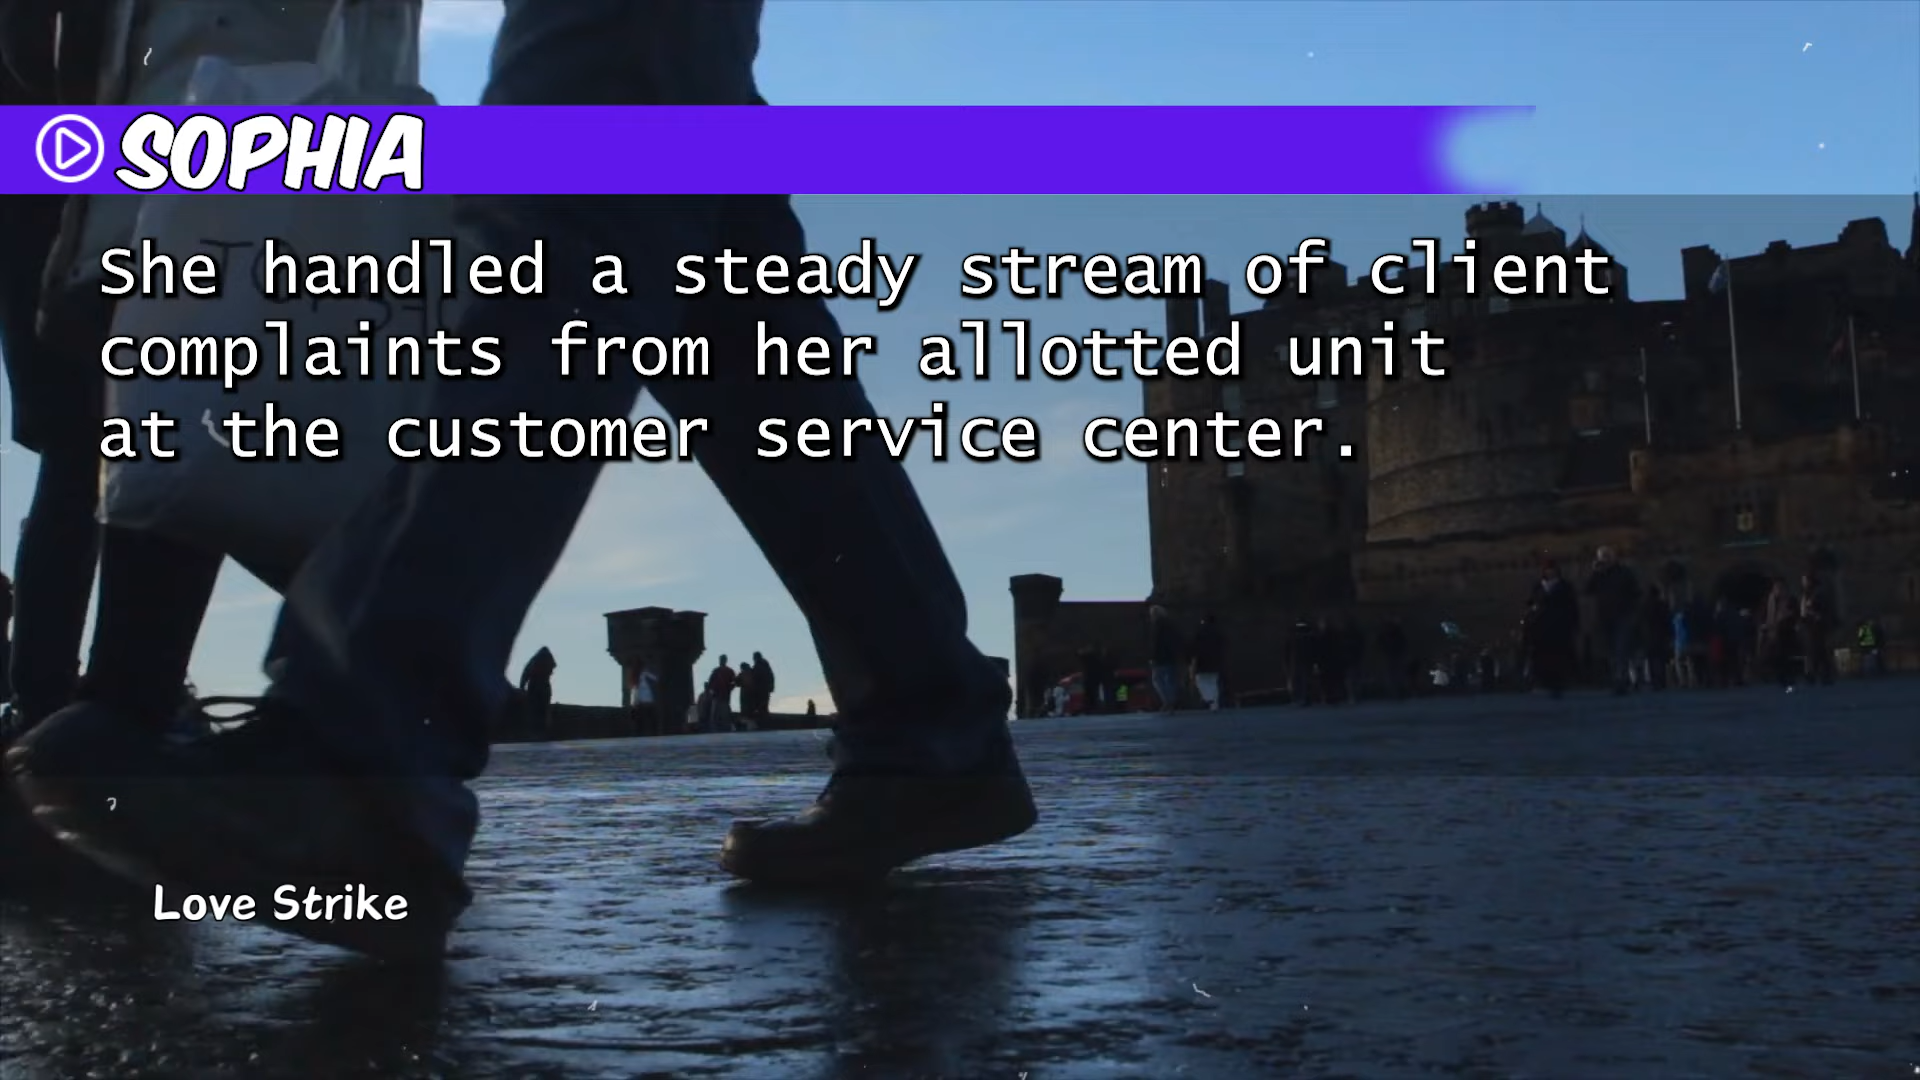 SOPHIA
She handled a steady stream of client
complaints from her allotted unit
at the customer service center.
Love Strike